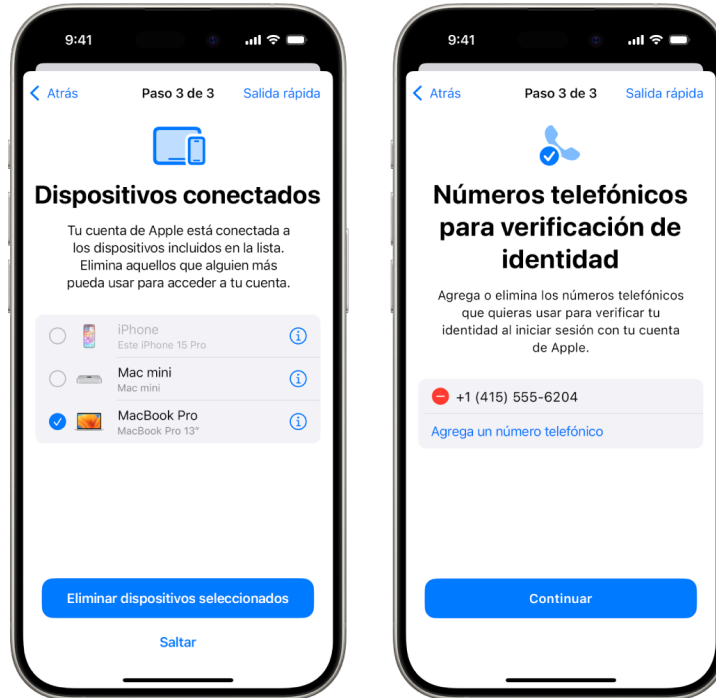 9:41
Atrás
Paso 3 de 3
Salida rápida
Dispositivos conectados
Tu cuenta de Apple está conectada a
los dispositivos incluidos en la lista.
Elimina aquellos que alguien más
pueda usar para acceder a tu cuenta.
iPhone
Este iPhone 15 Pro
Mac mini
Mac mini
MacBook Pro
MacBook Pro 13"
Eliminar dispositivos seleccionados
Saltar
9:41
Atrás
Paso 3 de 3
Salida rápida
Números telefónicos
para verificación de
identidad
Agrega o elimina los números telefónicos
que quieras usar para verificar tu
identidad al iniciar sesión con tu cuenta
de Apple.
+1 (415) 555-6204
Agrega un número telefónico
Continuar